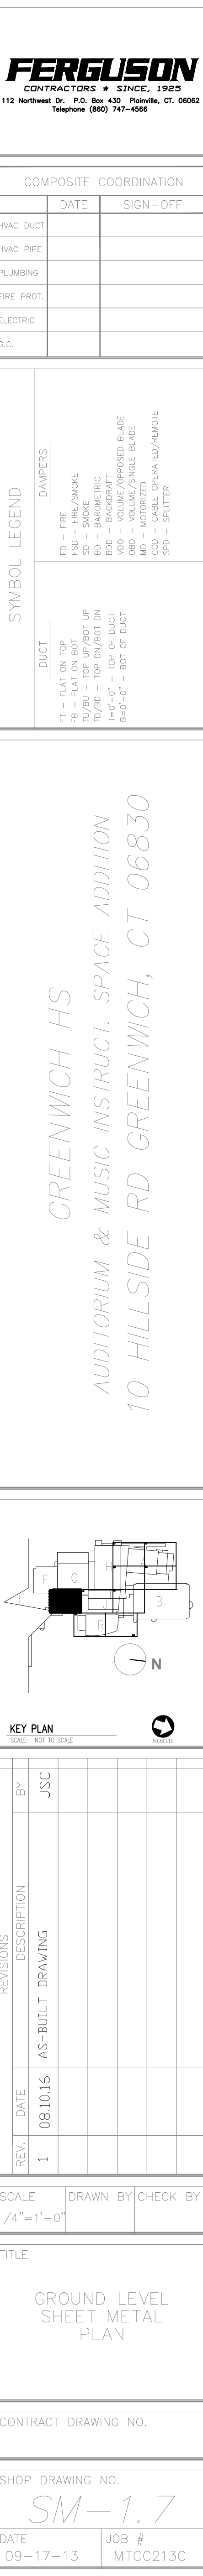 FERGUSON
CONTRACTORS ★ SINCE, 1925
112 Northwest Dr. P.O. Box 430 Plainville, CT. 06062
Telephone (860) 747-4566
COMPOSITE COORDINATION
DATE SIGN-OFF
HVAC DUCT
HVAC PIPE
PLUMBING
FIRE PROT.
ELECTRIC
G.C.
SYMBOL LEGEND
DUCT
FT - FLAT ON TOP
FB - FLAT ON BOT
TU/BU - TOP UP/BOT UP
TD/BD - TOP DN/BOT DN
T=0'-0" - TOP OF DUCT
B=0'-0" - BOT OF DUCT
DAMPERS
FD - FIRE
FSD - FIRE/SMOKE
SD - SMOKE
BD - BAROMETRIC
BDD - BACKDRAFT
VDO - VOLUME/OPPOSED BLADE
OBD - VOLUME/SINGLE BLADE
MD - MOTORIZED
COD - CABLE OPERATED/REMOTE
SPD - SPLITTER
GREENWICH HS
AUDITORIUM & MUSIC INSTRUCT. SPACE ADDITION
10 HILLSIDE RD GREENWICH, CT 06830
F
G
H
B
J
R
N
KEY PLAN
SCALE: NOT TO SCALE
NORTH
REVISIONS
REV. DATE DESCRIPTION BY
1 08.10.16 AS-BUILT DRAWING JSC
SCALE DRAWN BY CHECK BY
/4"=1'-0"
TITLE
GROUND LEVEL
SHEET METAL
PLAN
CONTRACT DRAWING NO.
SHOP DRAWING NO.
SM-1.7
DATE JOB #
09-17-13 MTCC213C